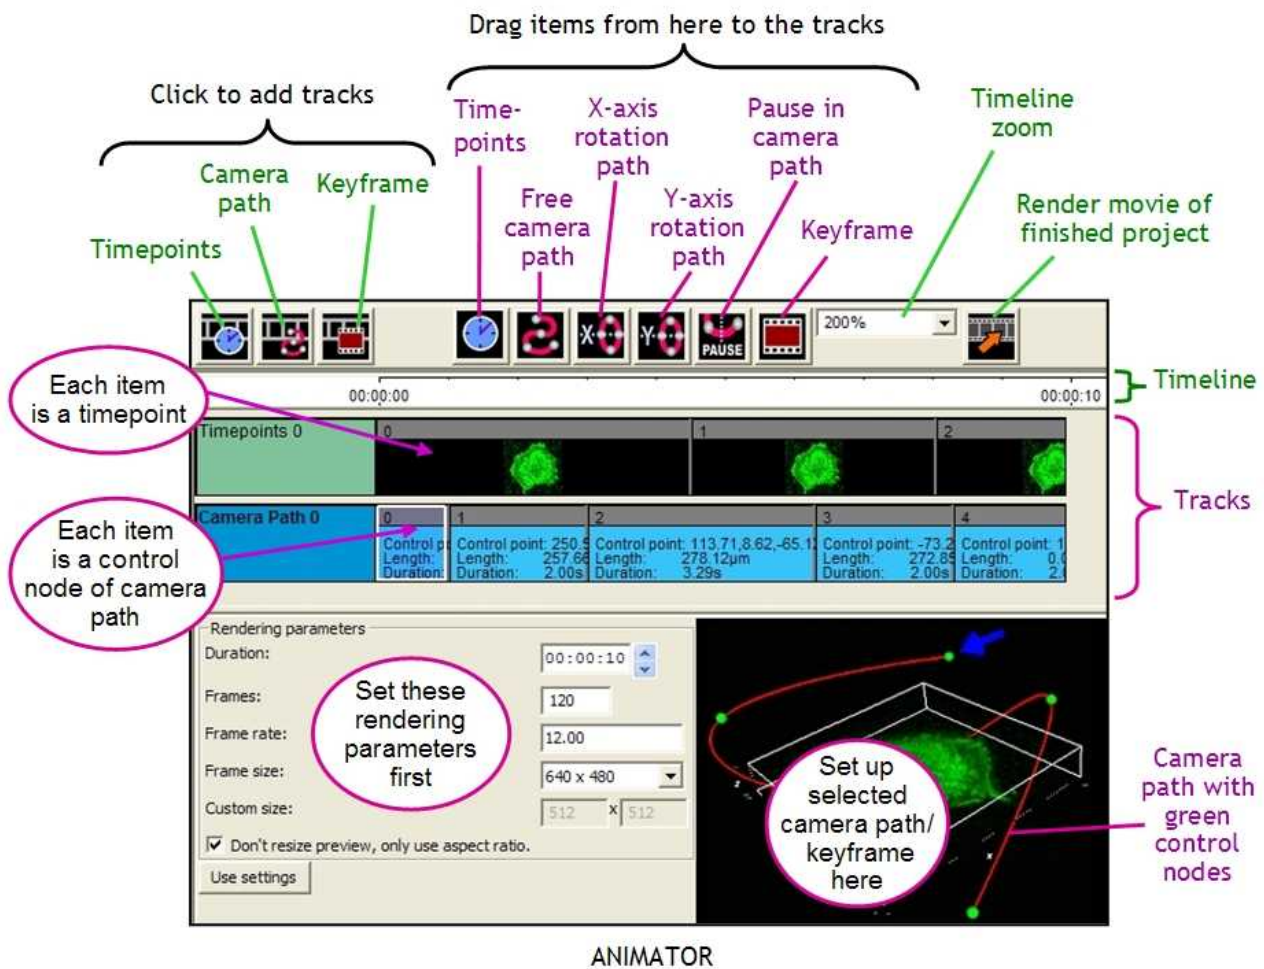 Drag items from here to the tracks
Click to add tracks
Time-
points
X-axis
rotation
path
Pause in
camera
path
Timeline
zoom
Camera
path
Keyframe
Free
camera
path
Y-axis
rotation
path
Keyframe
Render movie of
finished project
Timepoints
X
Y
PAUSE
200%
Each item
is a timepoint
00:00:00
00:00:10
Timeline
Timepoints 0
0
1
2
Tracks
Each item
is a control
node of camera
path
Camera Path 0
0
1
2
3
4
Control p
Control point: 250.
Control point: 113.71,8.62,-65.1
Control point: -73.2
Control point: 1
Length:
Length: 257.6
Length: 278.12µm
Length: 272.8
Length: 0.
Duration:
Duration: 2.00s
Duration: 3.29s
Duration: 2.00s
Duration: 2.
Rendering parameters
Duration: 00:00:10
Frames: 120
Frame rate: 12.00
Frame size: 640 x 480
Custom size: 512 x 512
Don't resize preview, only use aspect ratio.
Use settings
Set these
rendering
parameters
first
Set up
selected
camera path/
keyframe
here
x
Camera
path with
green
control
nodes
ANIMATOR